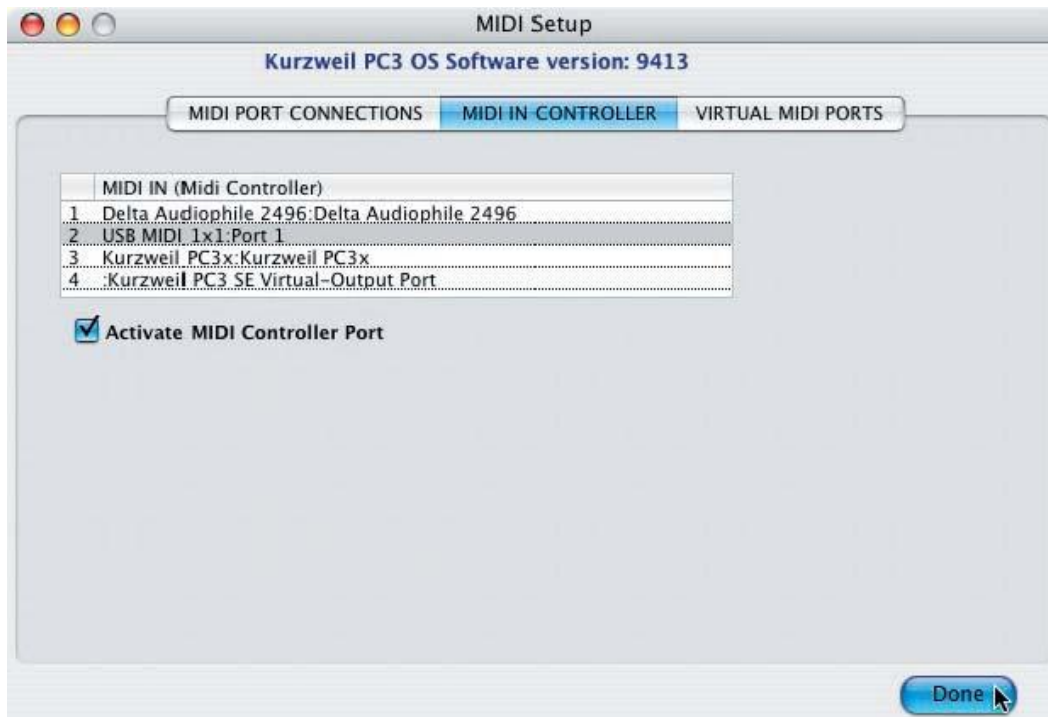 MIDI Setup
Kurzweil PC3 OS Software version: 9413
MIDI PORT CONNECTIONS MIDI IN CONTROLLER VIRTUAL MIDI PORTS
MIDI IN (Midi Controller)
1 Delta Audiophile 2496:Delta Audiophile 2496
2 USB MIDI 1x1:Port 1
3 Kurzweil PC3x:Kurzweil PC3x
4 :Kurzweil PC3 SE Virtual-Output Port
Activate MIDI Controller Port
Done